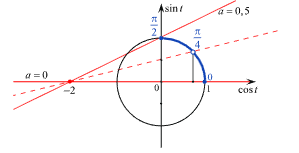 sin t
a = 0,5
π/2
π/4
a = 0
−2
0
0
1
cos t